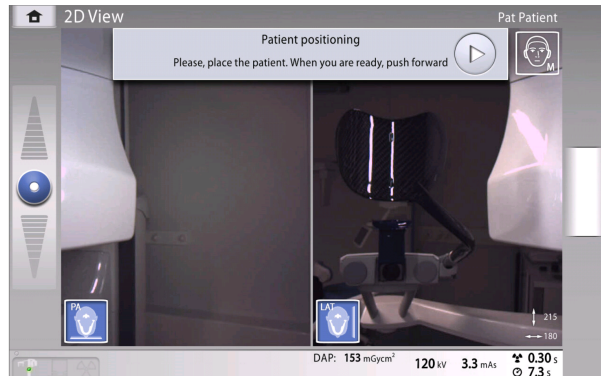 2D View
Pat Patient
Patient positioning
Please, place the patient. When you are ready, push forward
M
PA
LAT
215
180
DAP: 153 mGycm²
120 kV
3.3 mAs
0.30 s
7.3 s